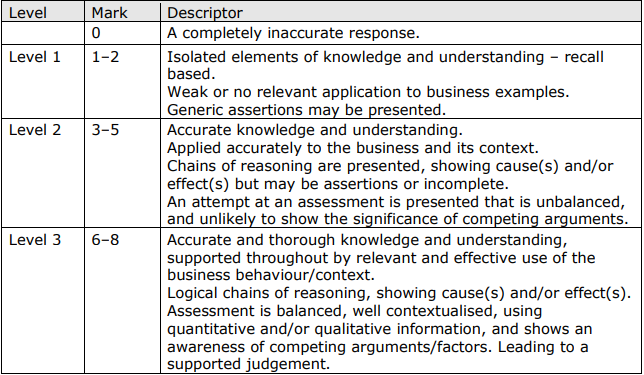 Level Mark Descriptor
0 A completely inaccurate response.
Level 1 1–2 Isolated elements of knowledge and understanding – recall
based.
Weak or no relevant application to business examples.
Generic assertions may be presented.
Level 2 3–5 Accurate knowledge and understanding.
Applied accurately to the business and its context.
Chains of reasoning are presented, showing cause(s) and/or
effect(s) but may be assertions or incomplete.
An attempt at an assessment is presented that is unbalanced,
and unlikely to show the significance of competing arguments.
Level 3 6–8 Accurate and thorough knowledge and understanding,
supported throughout by relevant and effective use of the
business behaviour/context.
Logical chains of reasoning, showing cause(s) and/or effect(s).
Assessment is balanced, well contextualised, using
quantitative and/or qualitative information, and shows an
awareness of competing arguments/factors. Leading to a
supported judgement.